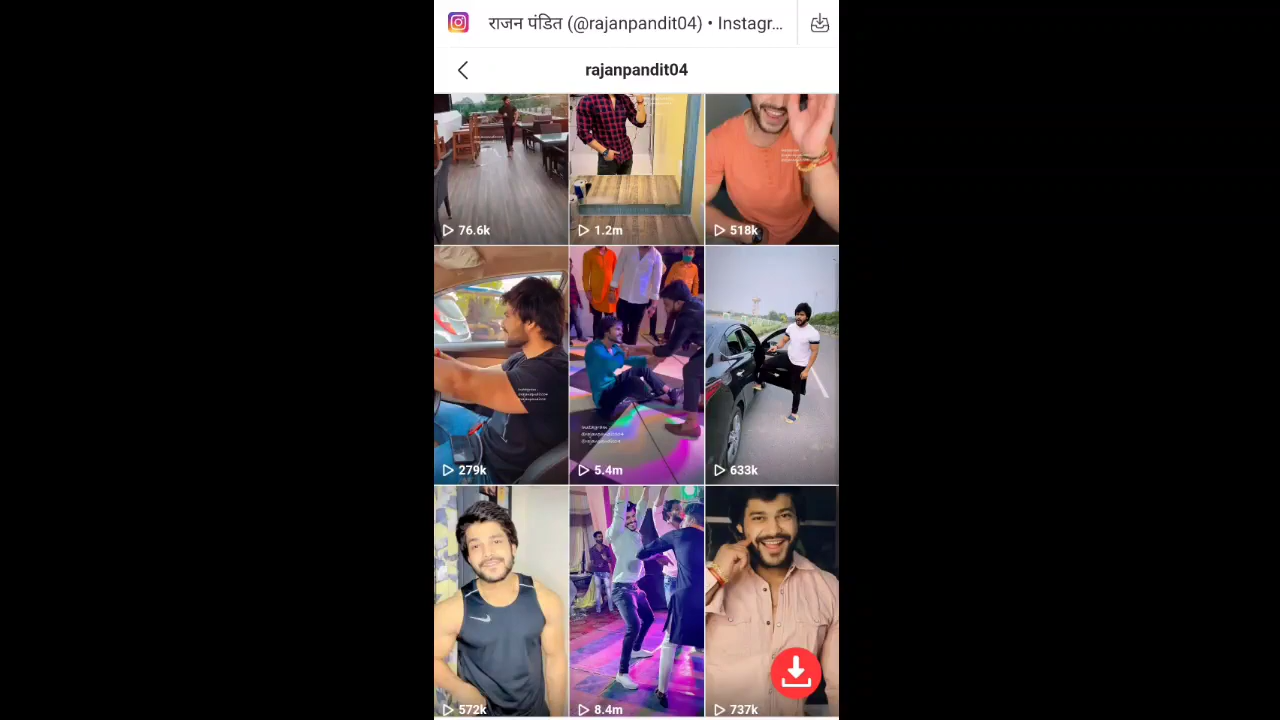 राजन पंडित (@rajanpandit04) • Instagr...
rajanpandit04
76.6k
1.2m
518k
279k
5.4m
633k
572k
8.4m
737k